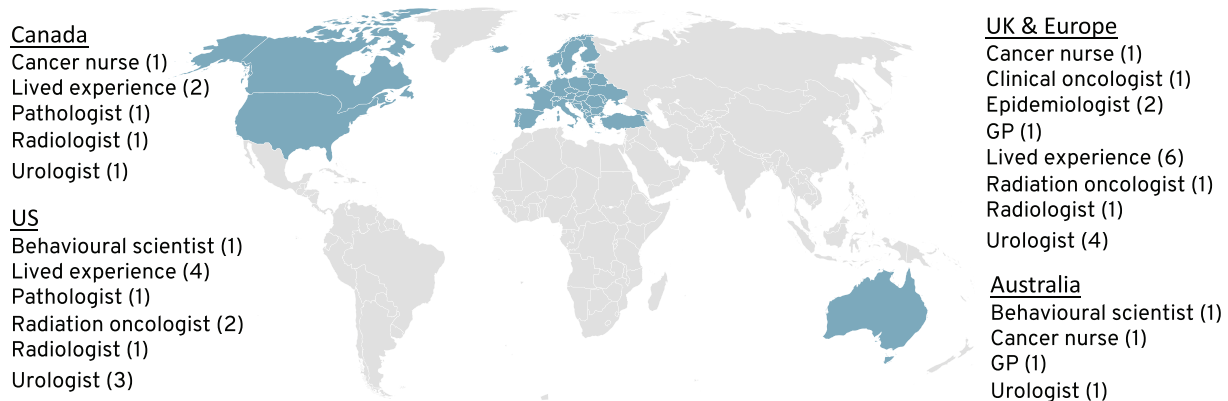 Canada
Cancer nurse (1)
Lived experience (2)
Pathologist (1)
Radiologist (1)
Urologist (1)
US
Behavioural scientist (1)
Lived experience (4)
Pathologist (1)
Radiation oncologist (2)
Radiologist (1)
Urologist (3)
UK & Europe
Cancer nurse (1)
Clinical oncologist (1)
Epidemiologist (2)
GP (1)
Lived experience (6)
Radiation oncologist (1)
Radiologist (1)
Urologist (4)
Australia
Behavioural scientist (1)
Cancer nurse (1)
GP (1)
Urologist (1)